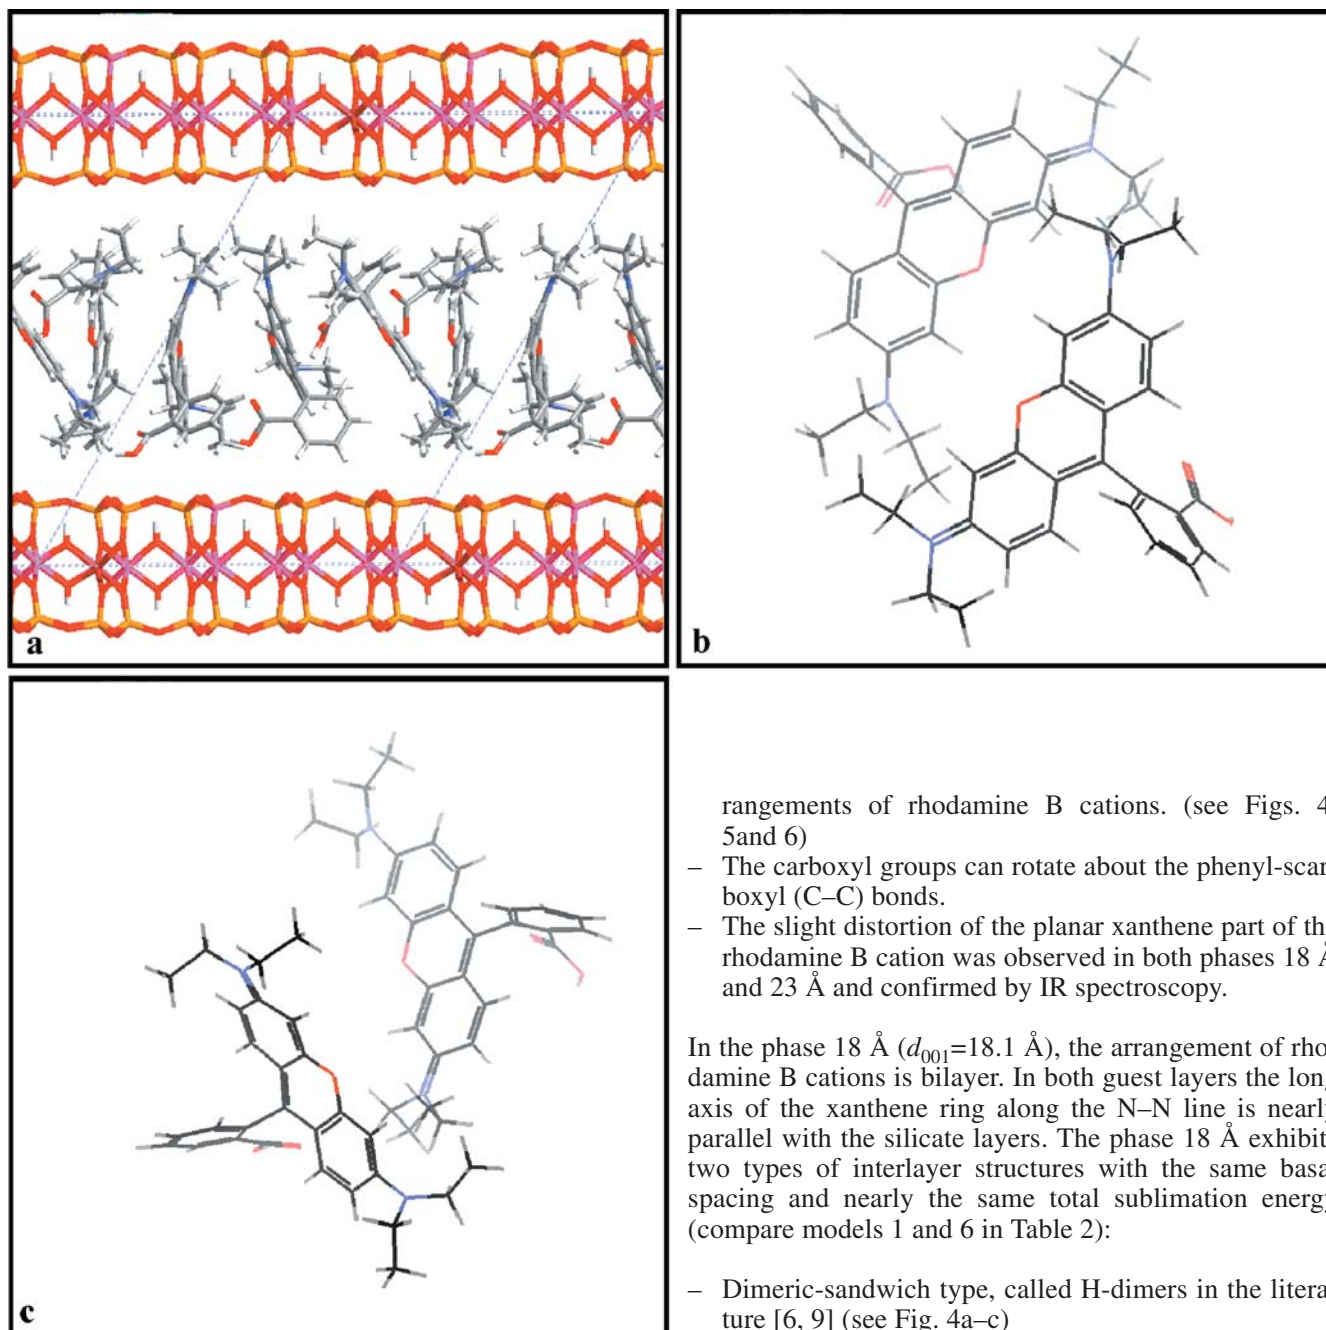 a
b
c
rangements of rhodamine B cations. (see Figs. 4,
5and 6)
– The carboxyl groups can rotate about the phenyl-scar
boxyl (C–C) bonds.
– The slight distortion of the planar xanthene part of th
rhodamine B cation was observed in both phases 18 Å
and 23 Å and confirmed by IR spectroscopy.
In the phase 18 Å (d001=18.1 Å), the arrangement of rho
damine B cations is bilayer. In both guest layers the long
axis of the xanthene ring along the N–N line is nearly
parallel with the silicate layers. The phase 18 Å exhibit
two types of interlayer structures with the same basa
spacing and nearly the same total sublimation energy
(compare models 1 and 6 in Table 2):
– Dimeric-sandwich type, called H-dimers in the litera
ture [6, 9] (see Fig. 4a–c)